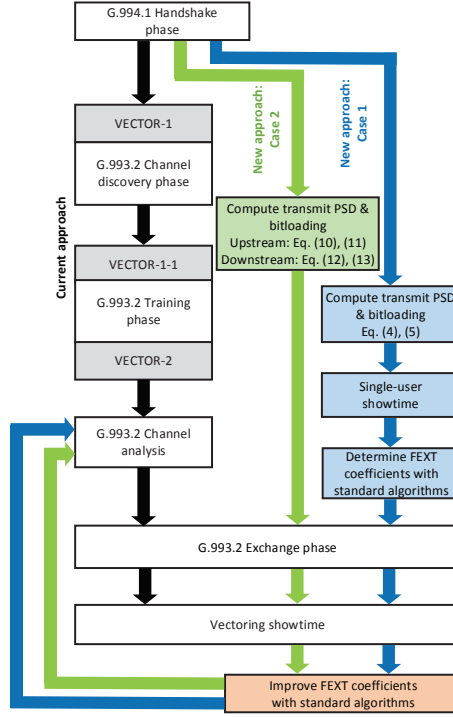 G.994.1 Handshake
phase
New approach:
Case 2
New approach:
Case 1
Current approach
VECTOR-1
G.993.2 Channel
discovery phase
VECTOR-1-1
G.993.2 Training
phase
VECTOR-2
G.993.2 Channel
analysis
Compute transmit PSD &
bitloading
Upstream: Eq. (10), (11)
Downstream: Eq. (12), (13)
Compute transmit PSD
& bitloading
Eq. (4), (5)
Single-user
showtime
Determine FEXT
coefficients with
standard algorithms
G.993.2 Exchange phase
Vectoring showtime
Improve FEXT coefficients
with standard algorithms